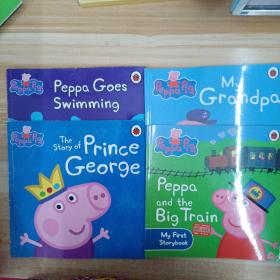 Peppa Pig
Peppa Goes
Swimming
Peppa Pig
My
Grandpa
Peppa Pig
The
Story of
Prince
George
Peppa Pig
Peppa
and the
Big Train
My First
Storybook